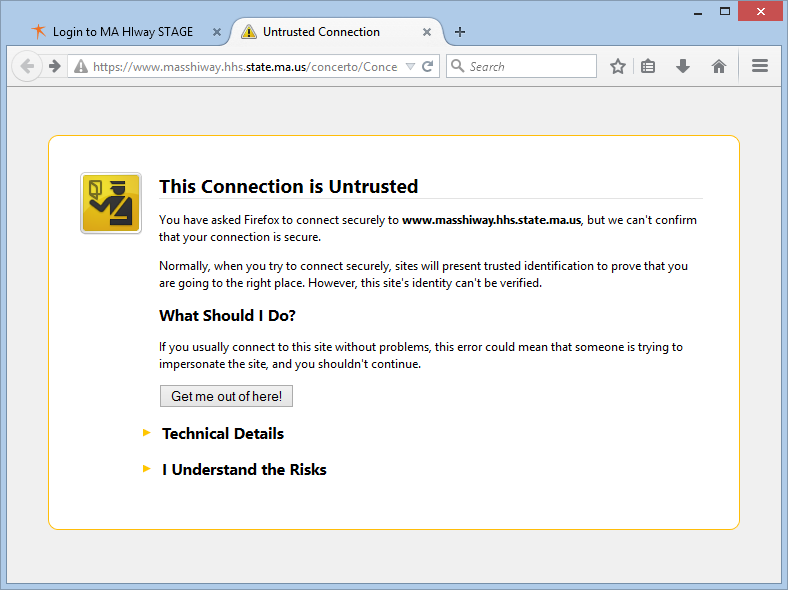 Login to MA HIway STAGE
Untrusted Connection
https://www.masshiway.hhs.state.ma.us/concerto/Conce
Search
This Connection is Untrusted
You have asked Firefox to connect securely to www.masshiway.hhs.state.ma.us, but we can't confirm
that your connection is secure.
Normally, when you try to connect securely, sites will present trusted identification to prove that you
are going to the right place. However, this site's identity can't be verified.
What Should I Do?
If you usually connect to this site without problems, this error could mean that someone is trying to
impersonate the site, and you shouldn't continue.
Get me out of here!
Technical Details
I Understand the Risks